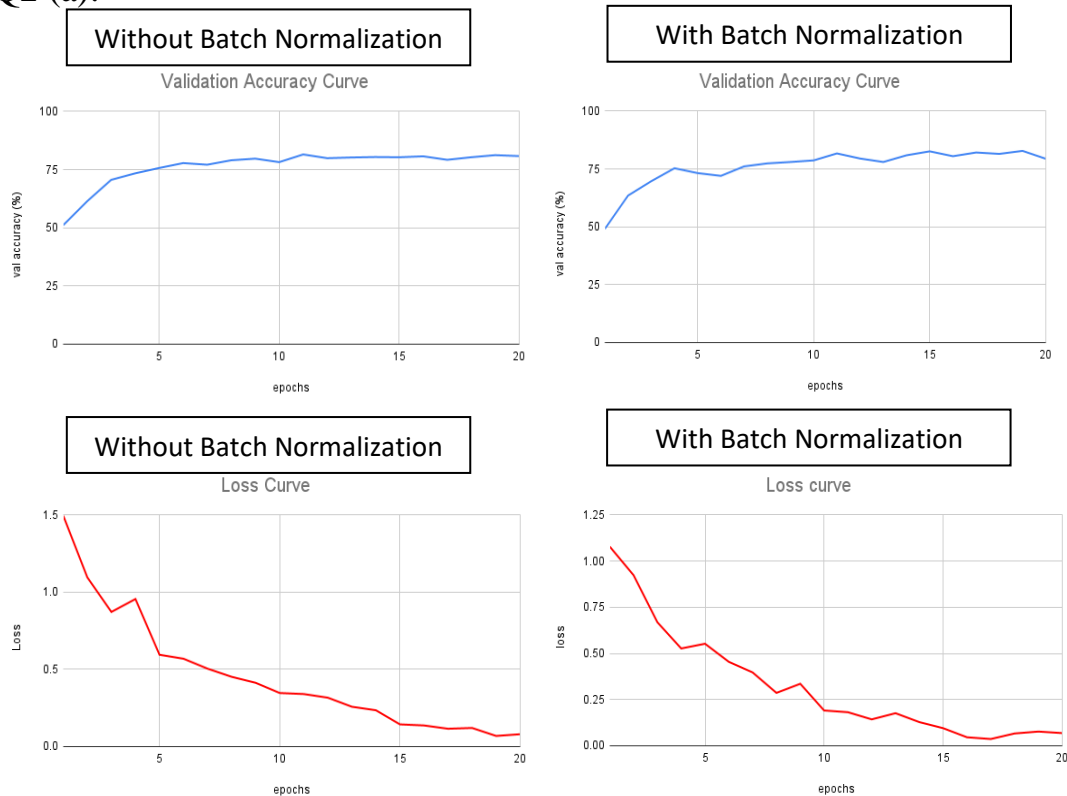 Q2 (a):
Without Batch Normalization
Validation Accuracy Curve
100
75
50
25
0
val accuracy (%)
5
10
15
20
epochs
With Batch Normalization
Validation Accuracy Curve
100
75
50
25
0
val accuracy (%)
5
10
15
20
epochs
Without Batch Normalization
Loss Curve
1.5
1.0
0.5
0.0
Loss
5
10
15
20
epochs
With Batch Normalization
Loss curve
1.25
1.00
0.75
0.50
0.25
0.00
loss
5
10
15
20
epochs